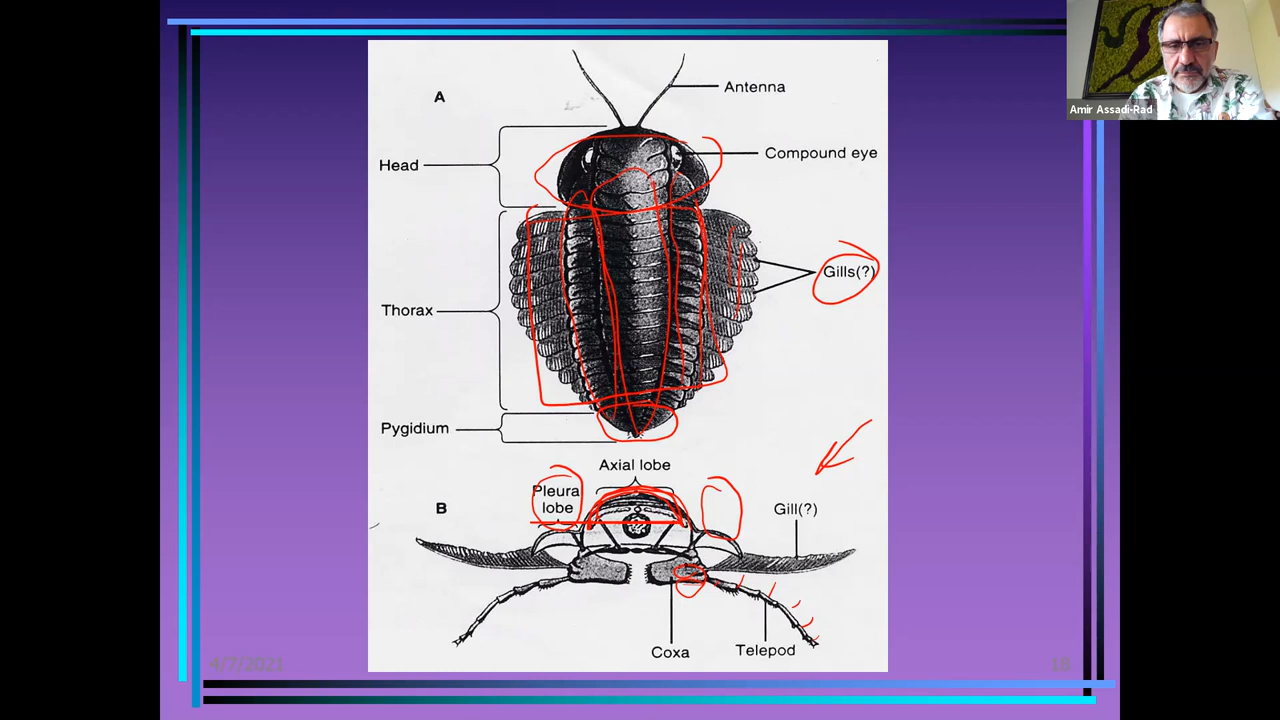 Amir Assadi-Rad
A
Antenna
Head
Compound eye
Gills(?)
Thorax
Pygidium
Axial lobe
Pleura
lobe
B
Gill(?)
Coxa
Telepod
4/7/2021
18